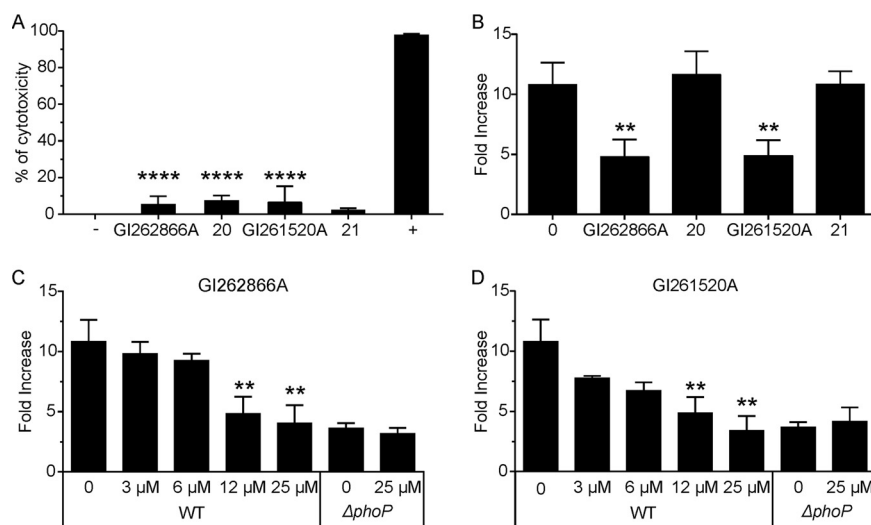 A
% of cytotoxicity
100
80
60
40
20
0
**** **** ****
- GI262866A 20 GI261520A 21 +
B
Fold Increase
15
10
5
0
** **
0 GI262866A 20 GI261520A 21
C
GI262866A
Fold Increase
15
10
5
0
** **
0 3 µM 6 µM 12 µM 25 µM 0 25 µM
WT ΔphoP
D
GI261520A
Fold Increase
15
10
5
0
** **
0 3 µM 6 µM 12 µM 25 µM 0 25 µM
WT ΔphoP